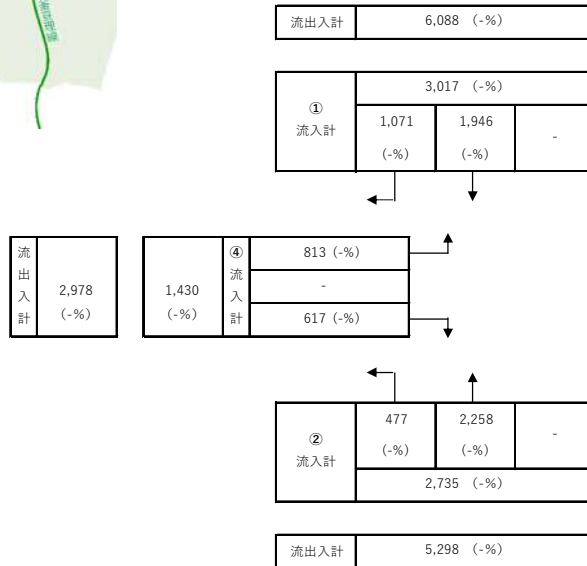 流出入計 6,088 (-%)
① 流入計 3,017 (-%)
1,071 (-%) 1,946 (-%) -
流出入計 2,978 (-%)
1,430 (-%) ④流入計
813 (-%)
-
617 (-%)
② 流入計 477 (-%) 2,258 (-%) -
2,735 (-%)
流出入計 5,298 (-%)